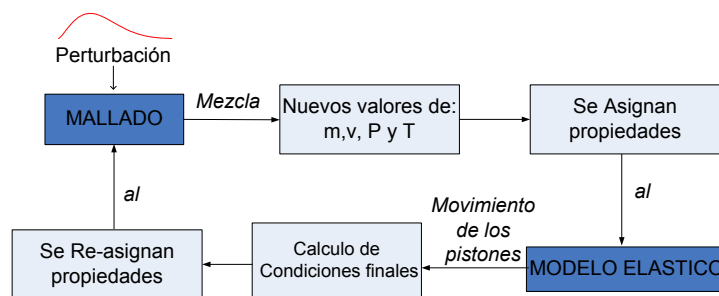 Perturbación
MALLADO
Mezcla
Nuevos valores de:
m,v, P y T
Se Asignan
propiedades
al
MODELO ELASTICO
Movimiento
de los
pistones
Calculo de
Condiciones finales
Se Re-asignan
propiedades
al